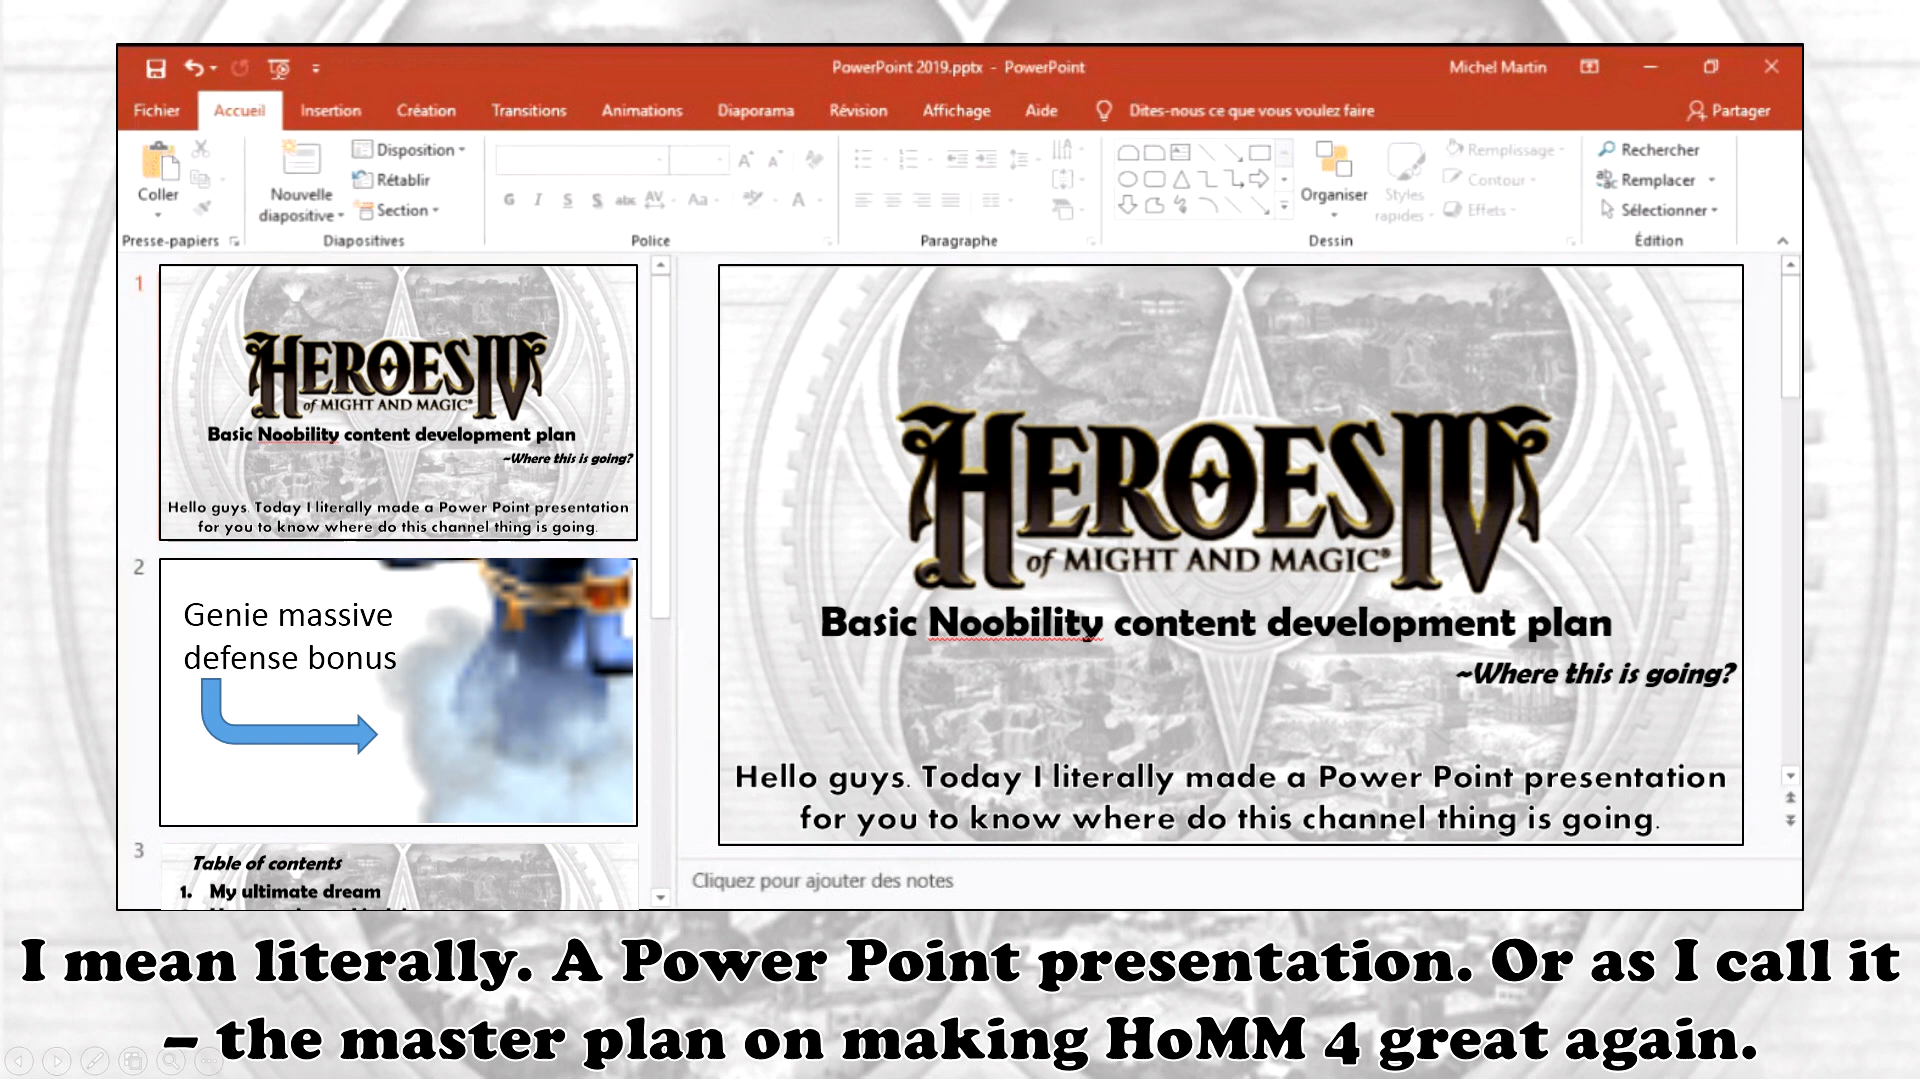 PowerPoint 2019.pptx - PowerPoint
Michel Martin
Fichier Accueil Insertion Création Transitions Animations Diaporama Révision Affichage Aide Dites-nous ce que vous voulez faire Partager
Coller
Presse-papiers
Nouvelle
diapositive
Disposition
Rétablir
Section
Diapositives
G I S S abc AV Aa A
Police
Paragraphe
Organiser
Styles
rapides
Remplissage
Contour
Effets
Dessin
Rechercher
Remplacer
Sélectionner
Édition
1
HEROES IV
of MIGHT AND MAGIC®
Basic Noobility content development plan
~Where this is going?
Hello guys. Today I literally made a Power Point presentation
for you to know where do this channel thing is going.
2
Genie massive
defense bonus
3
Table of contents
1. My ultimate dream
HEROES IV
of MIGHT AND MAGIC®
Basic Noobility content development plan
~Where this is going?
Hello guys. Today I literally made a Power Point presentation
for you to know where do this channel thing is going.
Cliquez pour ajouter des notes
I mean literally. A Power Point presentation. Or as I call it
– the master plan on making HoMM 4 great again.